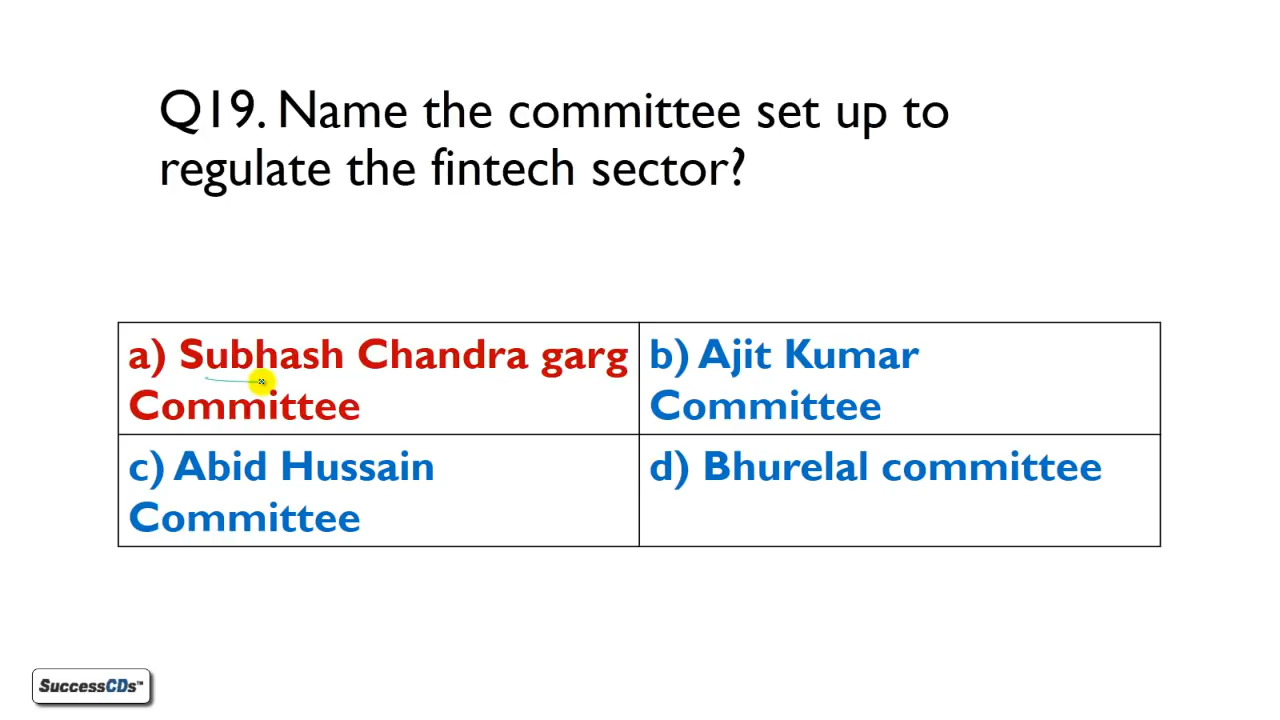 Q19. Name the committee set up to
regulate the fintech sector?
a) Subhash Chandra garg
Committee
b) Ajit Kumar
Committee
c) Abid Hussain
Committee
d) Bhurelal committee
SuccessCDs™